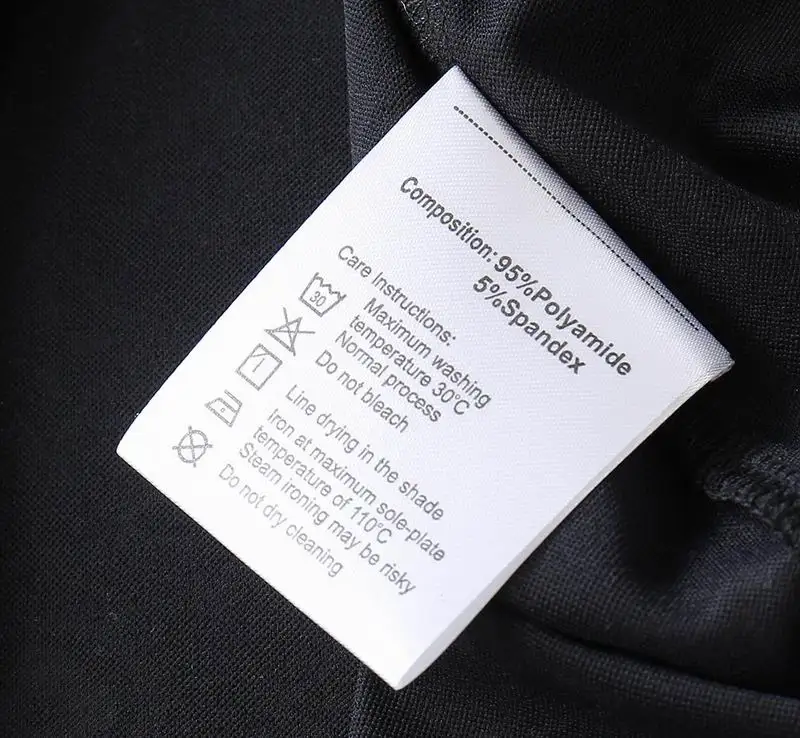 Composition: 95%Polyamide
5%Spandex
Care Instructions:
30
Maximum washing
temperature 30°C
Normal process
Do not bleach
Line drying in the shade
Iron at maximum sole-plate
temperature of 110°C
Steam ironing may be risky
Do not dry cleaning